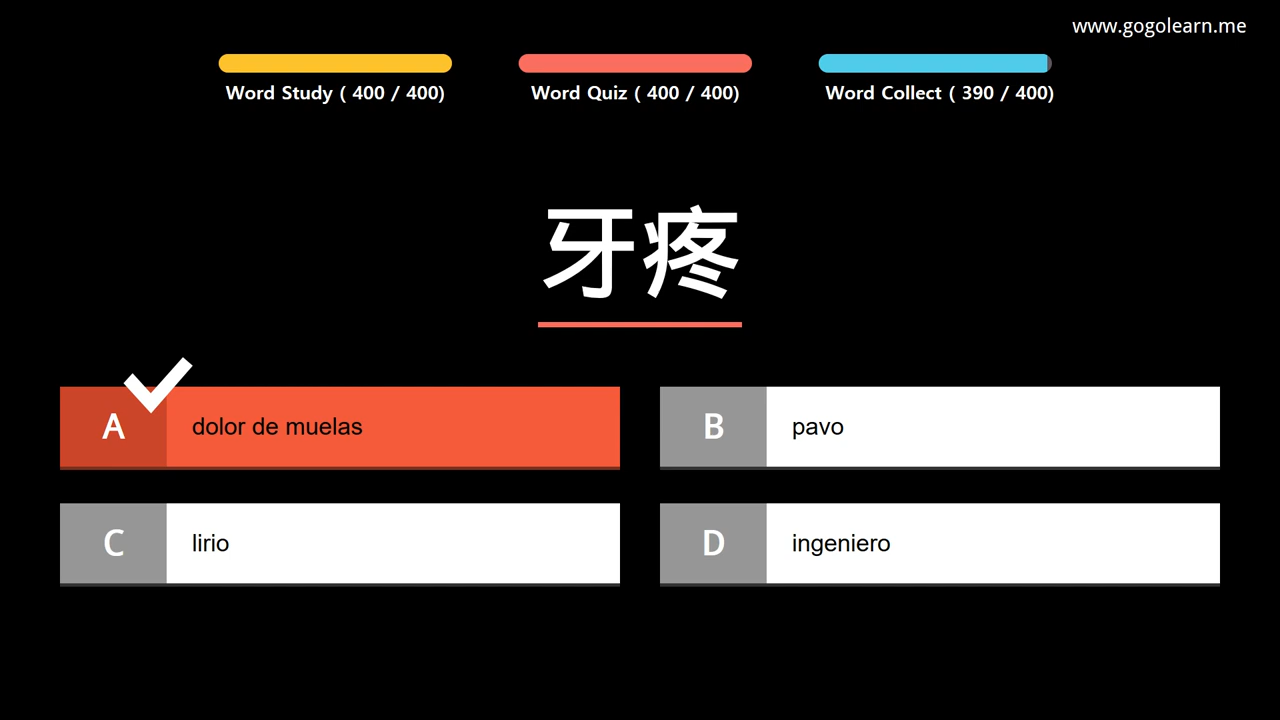 www.gogolearn.me
Word Study ( 400 / 400)
Word Quiz ( 400 / 400)
Word Collect ( 390 / 400)
牙疼
A dolor de muelas
B pavo
C lirio
D ingeniero